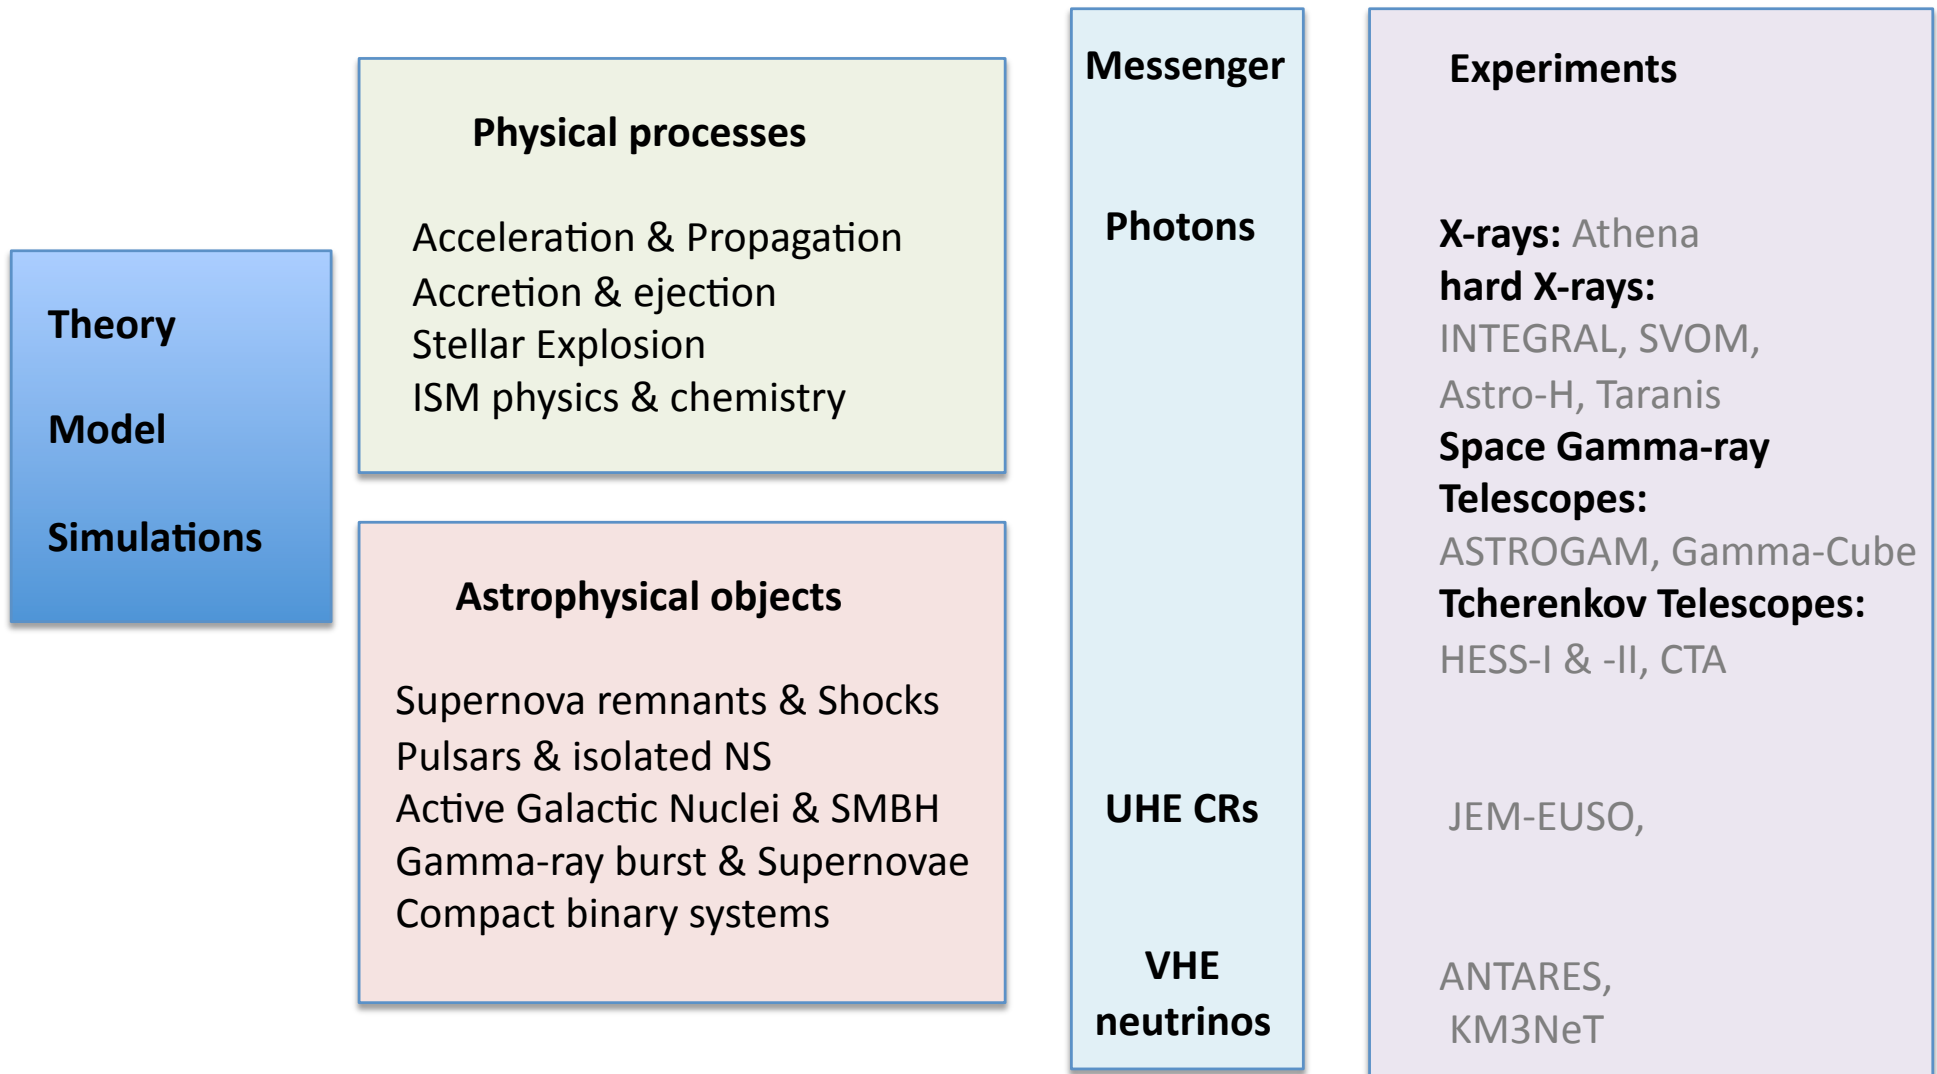 Theory
Model
Simulations
Physical processes
Acceleration & Propagation
Accretion & ejection
Stellar Explosion
ISM physics & chemistry
Astrophysical objects
Supernova remnants & Shocks
Pulsars & isolated NS
Active Galactic Nuclei & SMBH
Gamma-ray burst & Supernovae
Compact binary systems
Messenger
Photons
UHE CRs
VHE
neutrinos
Experiments
X-rays: Athena
hard X-rays:
INTEGRAL, SVOM,
Astro-H, Taranis
Space Gamma-ray
Telescopes:
ASTROGAM, Gamma-Cube
Tcherenkov Telescopes:
HESS-I & -II, CTA
JEM-EUSO,
ANTARES,
KM3NeT